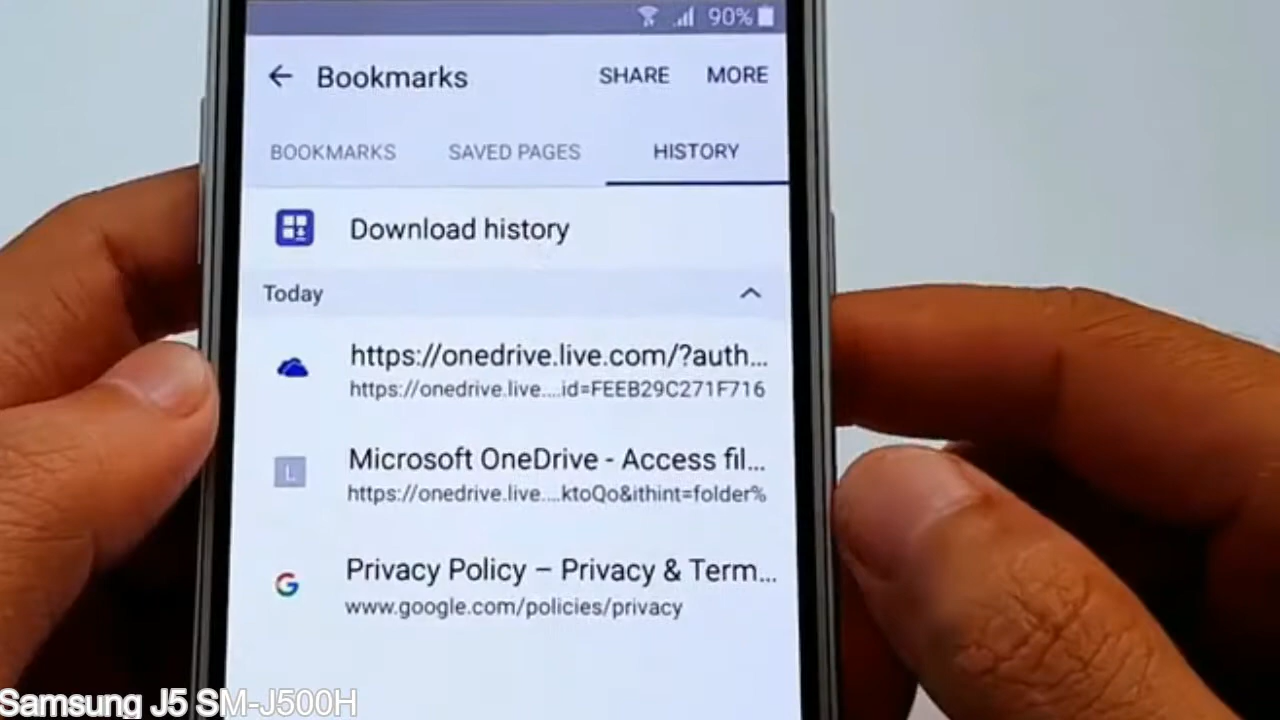 90%
Bookmarks SHARE MORE
BOOKMARKS SAVED PAGES HISTORY
Download history
Today
https://onedrive.live.com/?auth...
https://onedrive.live....id=FEEB29C271F716
L
Microsoft OneDrive - Access fil...
https://onedrive.live....ktoQo&ithint=folder%
G
Privacy Policy – Privacy & Term...
www.google.com/policies/privacy
Samsung J5 SM-J500H